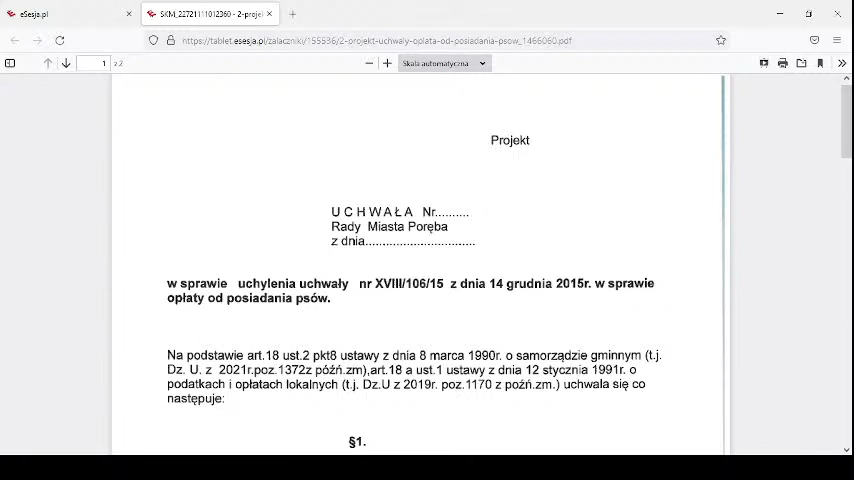 eSesja.pl
SKM_22721111012360 - 2-projel
https://tablet.esesja.pl/zalaczniki/155536/2-projekt-uchwaly-oplata-od-posiadania-psow_1466060.pdf
1 z 2
Skala automatyczna
Projekt
U C H W A Ł A Nr..........
Rady Miasta Poręba
z dnia................................
w sprawie uchylenia uchwały nr XVIII/106/15 z dnia 14 grudnia 2015r. w sprawie
opłaty od posiadania psów.
Na podstawie art.18 ust.2 pkt8 ustawy z dnia 8 marca 1990r. o samorządzie gminnym (t.j.
Dz. U. z 2021r.poz.1372z późń.zm),art.18 a ust.1 ustawy z dnia 12 stycznia 1991r. o
podatkach i opłatach lokalnych (t.j. Dz.U z 2019r. poz.1170 z poźń.zm.) uchwala się co
następuje:
§1.